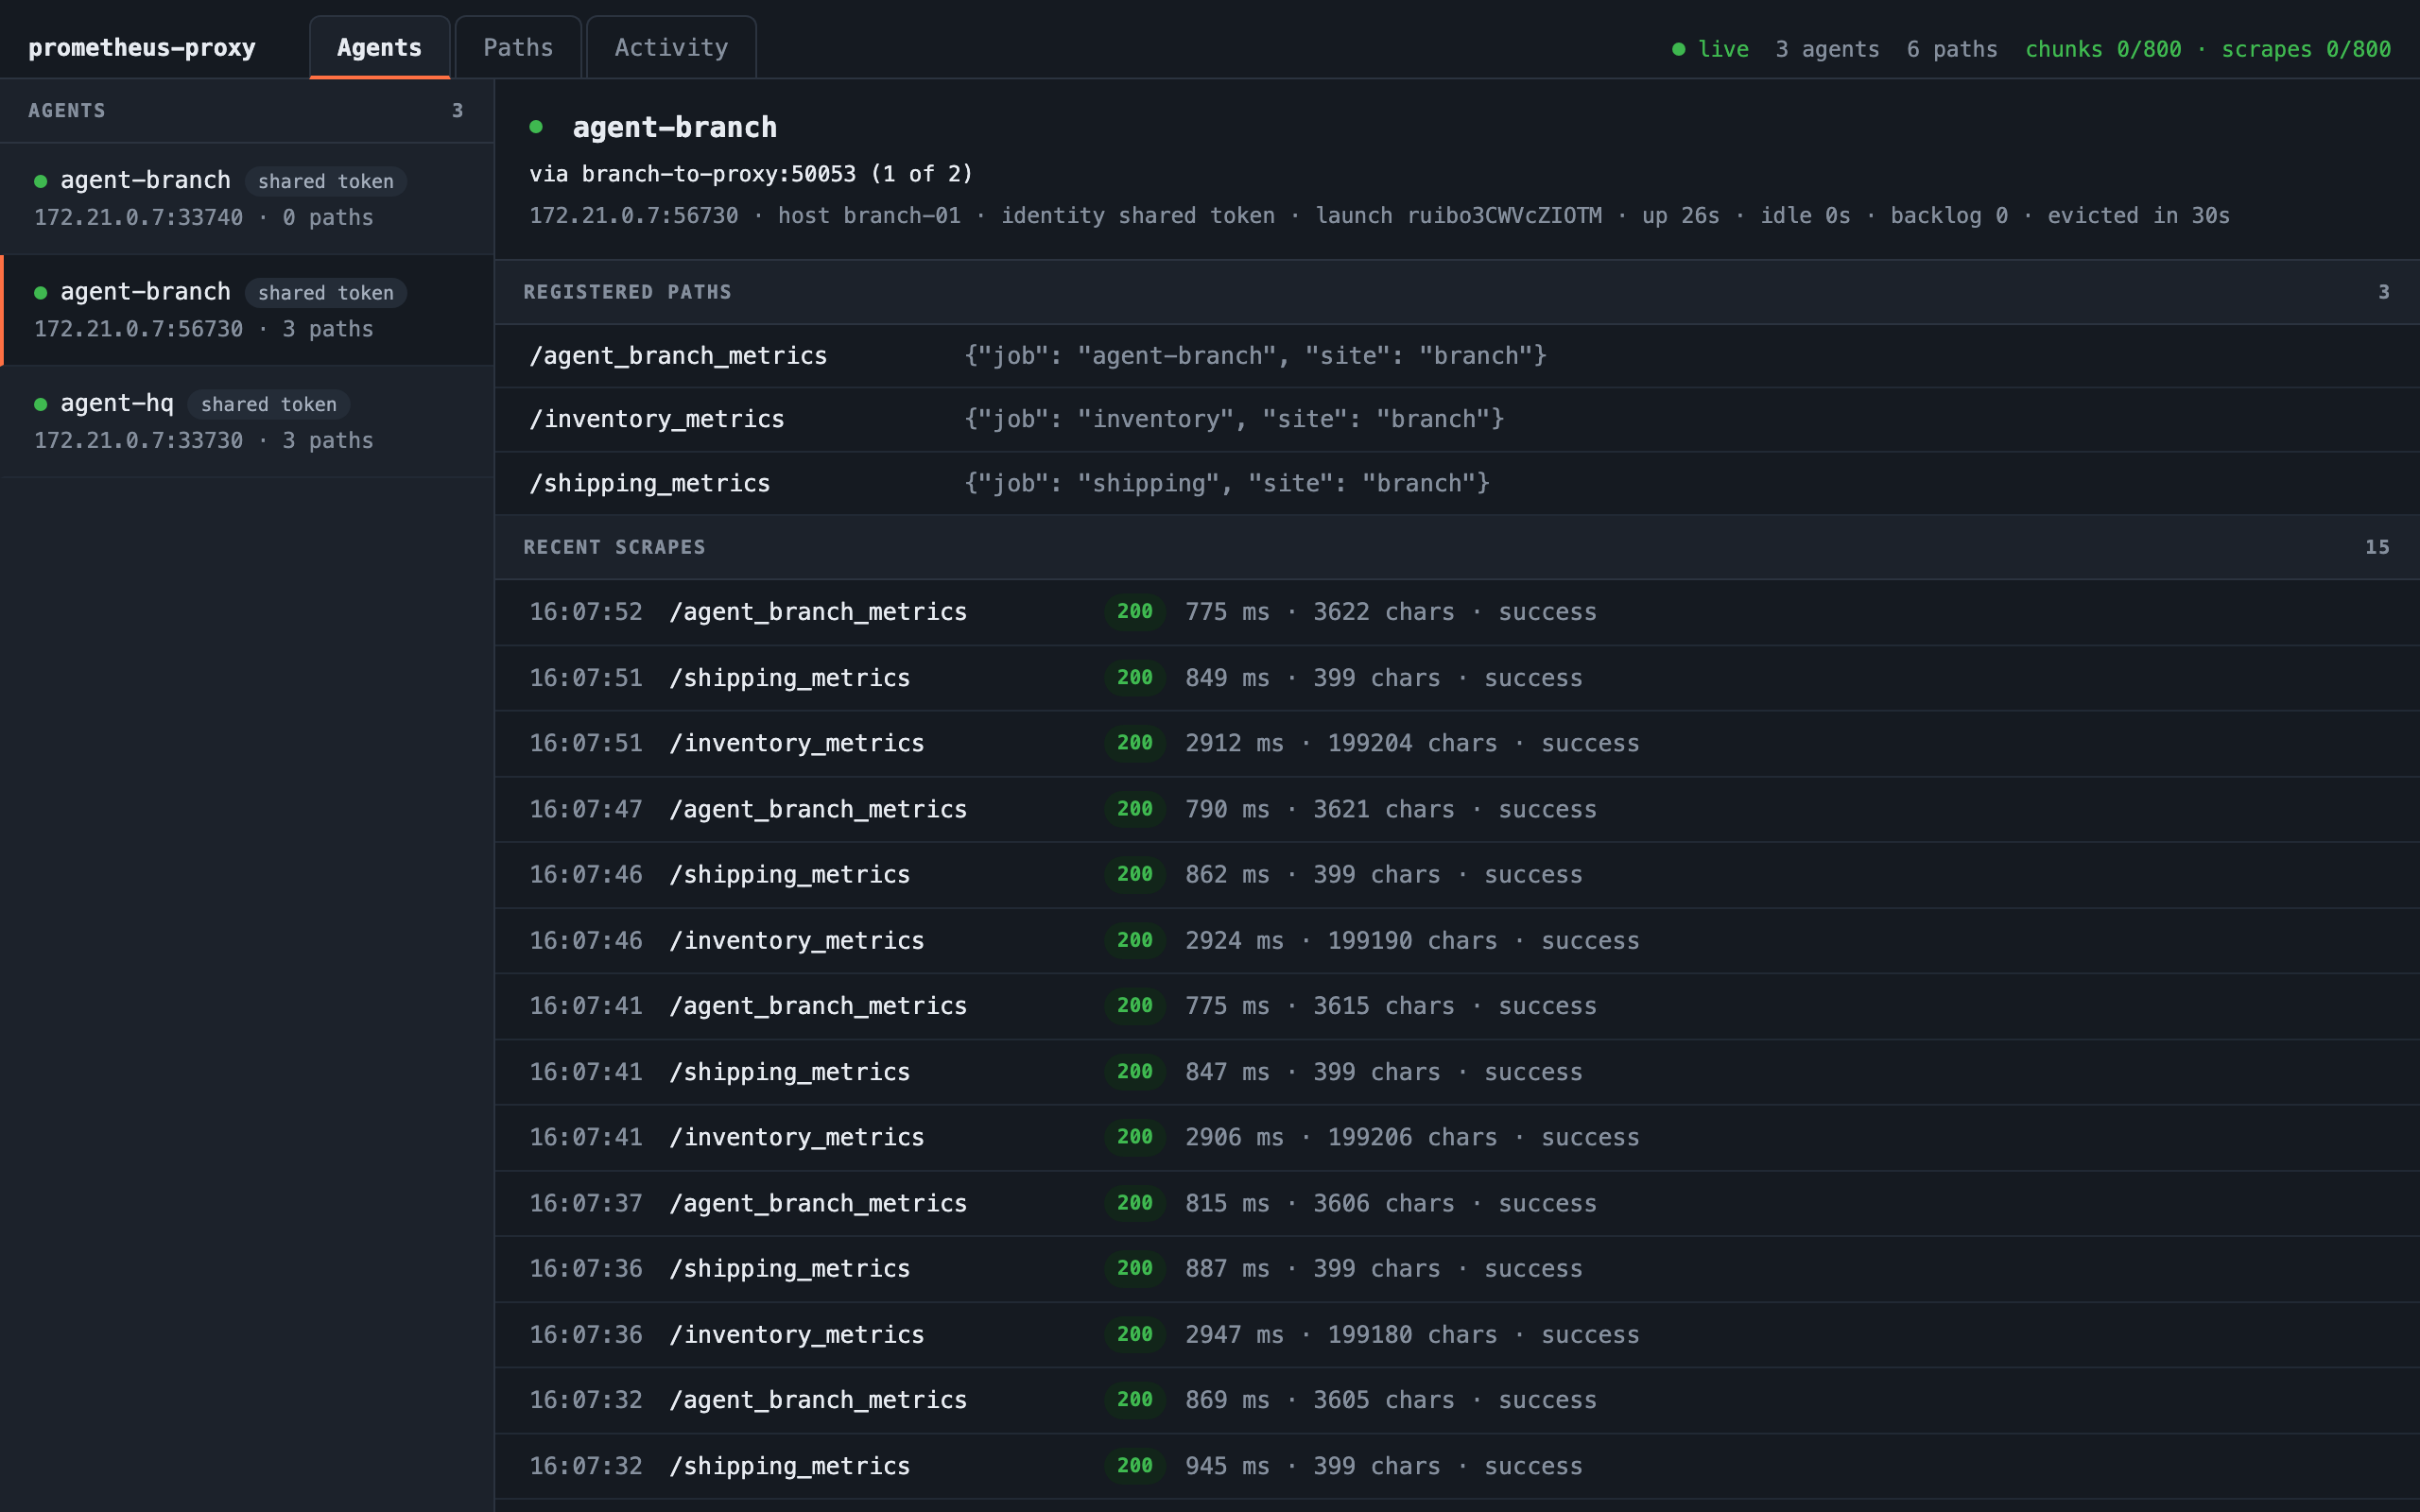 prometheus-proxy Agents Paths Activity live 3 agents 6 paths chunks 0/800 · scrapes 0/800
AGENTS 3
agent-branch shared token
172.21.0.7:33740 · 0 paths
agent-branch shared token
172.21.0.7:56730 · 3 paths
agent-hq shared token
172.21.0.7:33730 · 3 paths
agent-branch
via branch-to-proxy:50053 (1 of 2)
172.21.0.7:56730 · host branch-01 · identity shared token · launch ruibo3CWVcZIOTM · up 26s · idle 0s · backlog 0 · evicted in 30s
REGISTERED PATHS 3
/agent_branch_metrics {"job": "agent-branch", "site": "branch"}
/inventory_metrics {"job": "inventory", "site": "branch"}
/shipping_metrics {"job": "shipping", "site": "branch"}
RECENT SCRAPES 15
16:07:52 /agent_branch_metrics 200 775 ms · 3622 chars · success
16:07:51 /shipping_metrics 200 849 ms · 399 chars · success
16:07:51 /inventory_metrics 200 2912 ms · 199204 chars · success
16:07:47 /agent_branch_metrics 200 790 ms · 3621 chars · success
16:07:46 /shipping_metrics 200 862 ms · 399 chars · success
16:07:46 /inventory_metrics 200 2924 ms · 199190 chars · success
16:07:41 /agent_branch_metrics 200 775 ms · 3615 chars · success
16:07:41 /shipping_metrics 200 847 ms · 399 chars · success
16:07:41 /inventory_metrics 200 2906 ms · 199206 chars · success
16:07:37 /agent_branch_metrics 200 815 ms · 3606 chars · success
16:07:36 /shipping_metrics 200 887 ms · 399 chars · success
16:07:36 /inventory_metrics 200 2947 ms · 199180 chars · success
16:07:32 /agent_branch_metrics 200 869 ms · 3605 chars · success
16:07:32 /shipping_metrics 200 945 ms · 399 chars · success